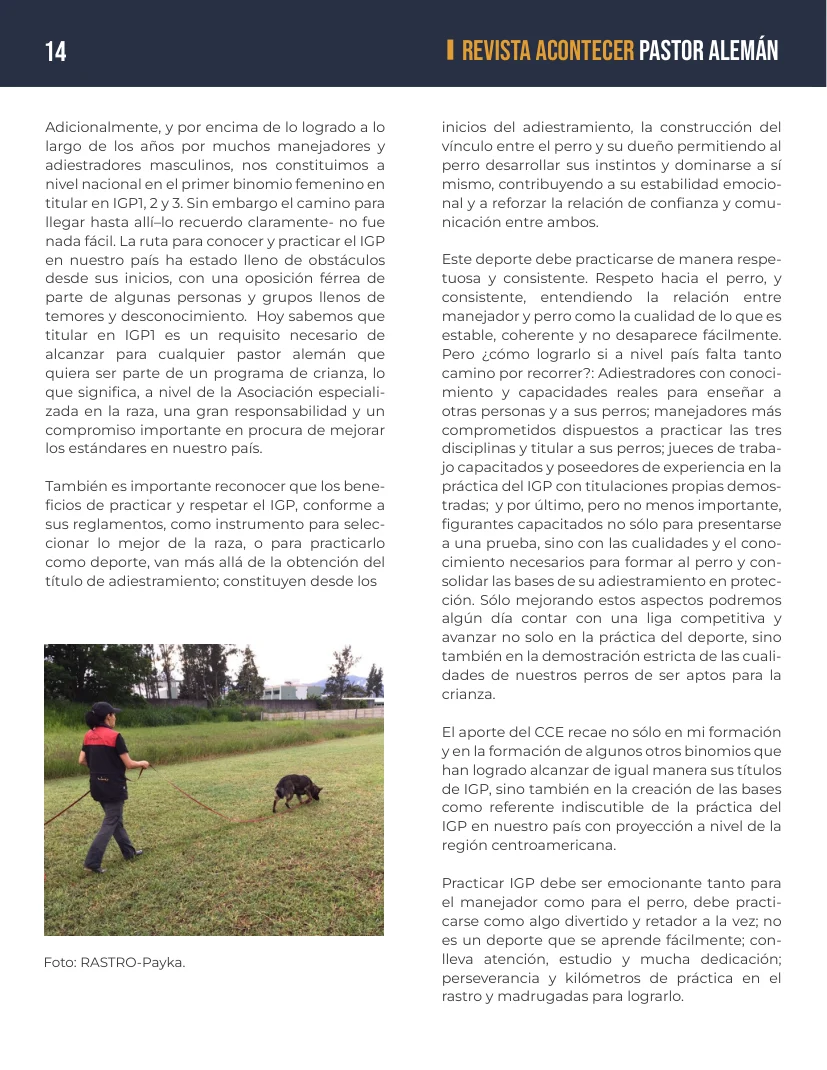 14
REVISTA ACONTECER PASTOR ALEMÁN
Adicionalmente, y por encima de lo logrado a lo
largo de los años por muchos manejadores y
adiestradores masculinos, nos constituimos a
nivel nacional en el primer binomio femenino en
titular en IGP1, 2 y 3. Sin embargo el camino para
llegar hasta allí–lo recuerdo claramente- no fue
nada fácil. La ruta para conocer y practicar el IGP
en nuestro país ha estado lleno de obstáculos
desde sus inicios, con una oposición férrea de
parte de algunas personas y grupos llenos de
temores y desconocimiento.  Hoy sabemos que
titular en IGP1 es un requisito necesario de
alcanzar para cualquier pastor alemán que
quiera ser parte de un programa de crianza, lo
que significa, a nivel de la Asociación especiali-
zada en la raza, una gran responsabilidad y un
compromiso importante en procura de mejorar
los estándares en nuestro país.
También es importante reconocer que los bene-
ficios de practicar y respetar el IGP, conforme a
sus reglamentos, como instrumento para selec-
cionar lo mejor de la raza, o para practicarlo
como deporte, van más allá de la obtención del
título de adiestramiento; constituyen desde los
Foto: RASTRO-Payka.
inicios del adiestramiento, la construcción del
vínculo entre el perro y su dueño permitiendo al
perro desarrollar sus instintos y dominarse a sí
mismo, contribuyendo a su estabilidad emocio-
nal y a reforzar la relación de confianza y comu-
nicación entre ambos.
Este deporte debe practicarse de manera respe-
tuosa y consistente. Respeto hacia el perro, y
consistente, entendiendo la relación entre
manejador y perro como la cualidad de lo que es
estable, coherente y no desaparece fácilmente.
Pero ¿cómo lograrlo si a nivel país falta tanto
camino por recorrer?: Adiestradores con conoci-
miento y capacidades reales para enseñar a
otras personas y a sus perros; manejadores más
comprometidos dispuestos a practicar las tres
disciplinas y titular a sus perros; jueces de traba-
jo capacitados y poseedores de experiencia en la
práctica del IGP con titulaciones propias demos-
tradas;  y por último, pero no menos importante,
figurantes capacitados no sólo para presentarse
a una prueba, sino con las cualidades y el cono-
cimiento necesarios para formar al perro y con-
solidar las bases de su adiestramiento en protec-
ción. Sólo mejorando estos aspectos podremos
algún día contar con una liga competitiva y
avanzar no solo en la práctica del deporte, sino
también en la demostración estricta de las cuali-
dades de nuestros perros de ser aptos para la
crianza.
El aporte del CCE recae no sólo en mi formación
y en la formación de algunos otros binomios que
han logrado alcanzar de igual manera sus títulos
de IGP, sino también en la creación de las bases
como referente indiscutible de la práctica del
IGP en nuestro país con proyección a nivel de la
región centroamericana.
Practicar IGP debe ser emocionante tanto para
el manejador como para el perro, debe practi-
carse como algo divertido y retador a la vez; no
es un deporte que se aprende fácilmente; con-
lleva atención, estudio y mucha dedicación;
perseverancia y kilómetros de práctica en el
rastro y madrugadas para lograrlo.